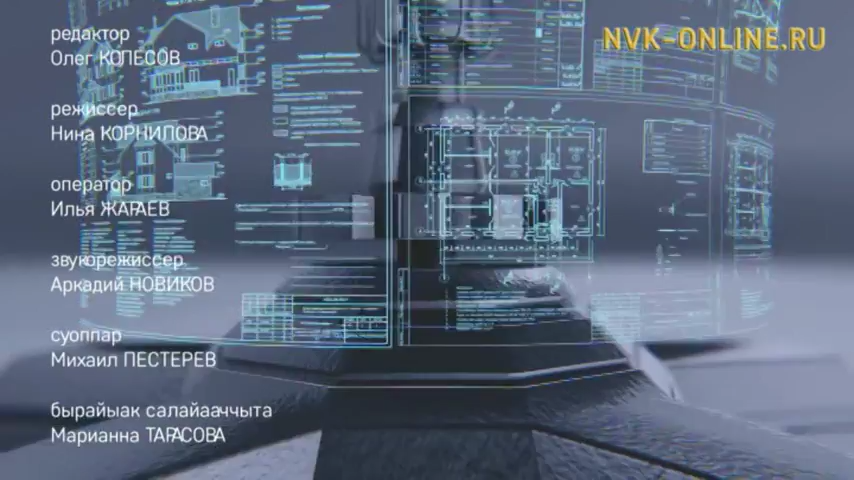 NVK-ONLINE.RU
редактор
Олег КОЛЕСОВ
режиссер
Нина КОРНИЛОВА
оператор
Илья ЖАРАЕВ
звукорежиссер
Аркадий НОВИКОВ
суоппар
Михаил ПЕСТЕРЕВ
бырайыак салайааччыта
Марианна ТАРАСОВА